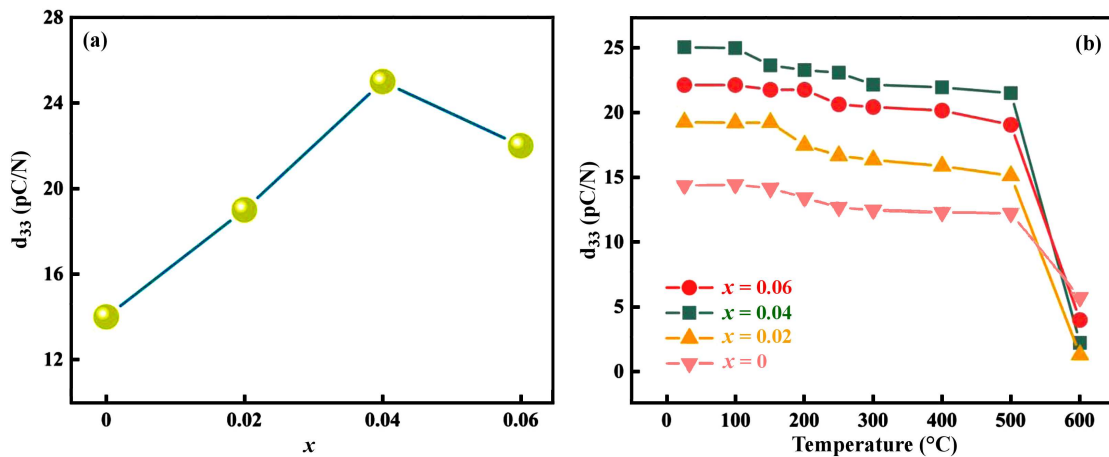 (a)
28
24
20
16
12
d33 (pC/N)
0 0.02 0.04 0.06
x
(b)
25
20
15
10
5
0
d33 (pC/N)
x = 0.06
x = 0.04
x = 0.02
x = 0
0 100 200 300 400 500 600
Temperature (°C)